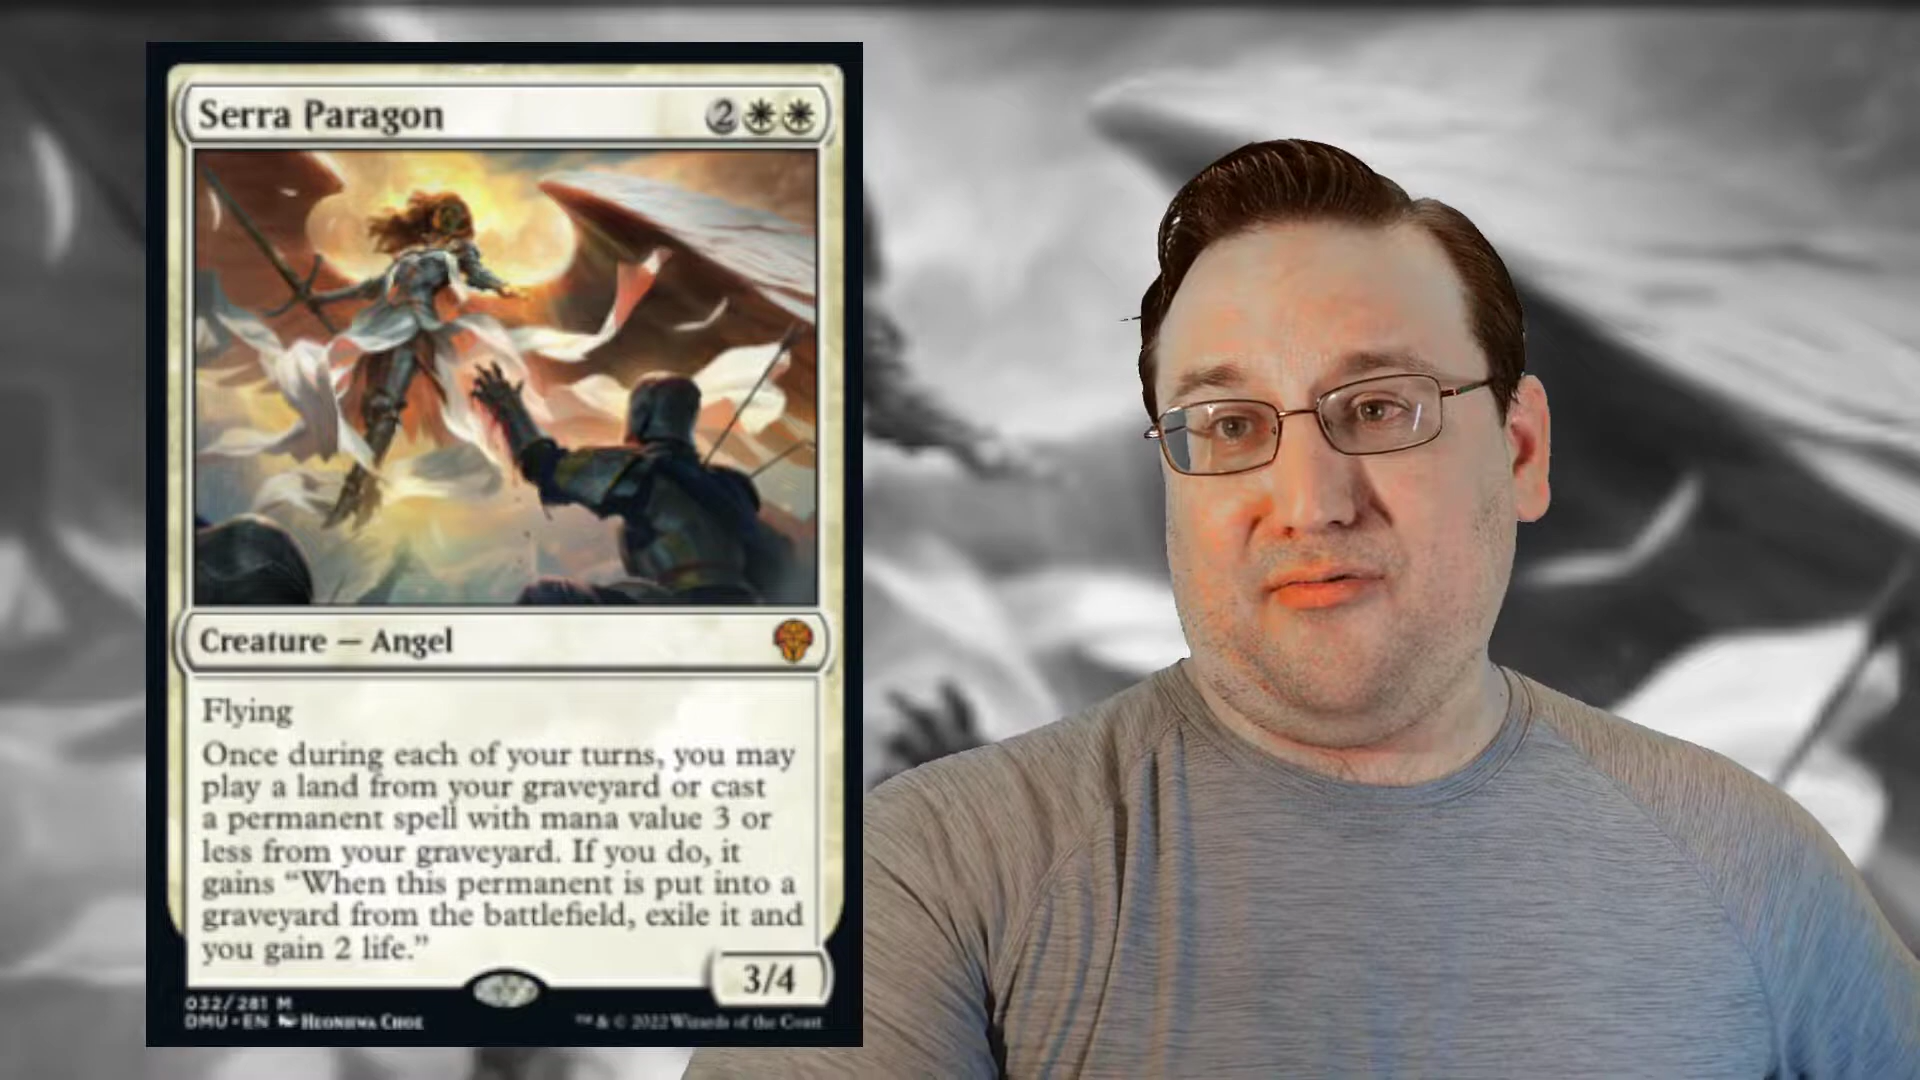 Serra Paragon 2
Creature — Angel
Flying
Once during each of your turns, you may
play a land from your graveyard or cast
a permanent spell with mana value 3 or
less from your graveyard. If you do, it
gains “When this permanent is put into a
graveyard from the battlefield, exile it and
you gain 2 life.”
3/4
032/281 M
DMU • EN Heonhwa Choe
™ & © 2022 Wizards of the Coast